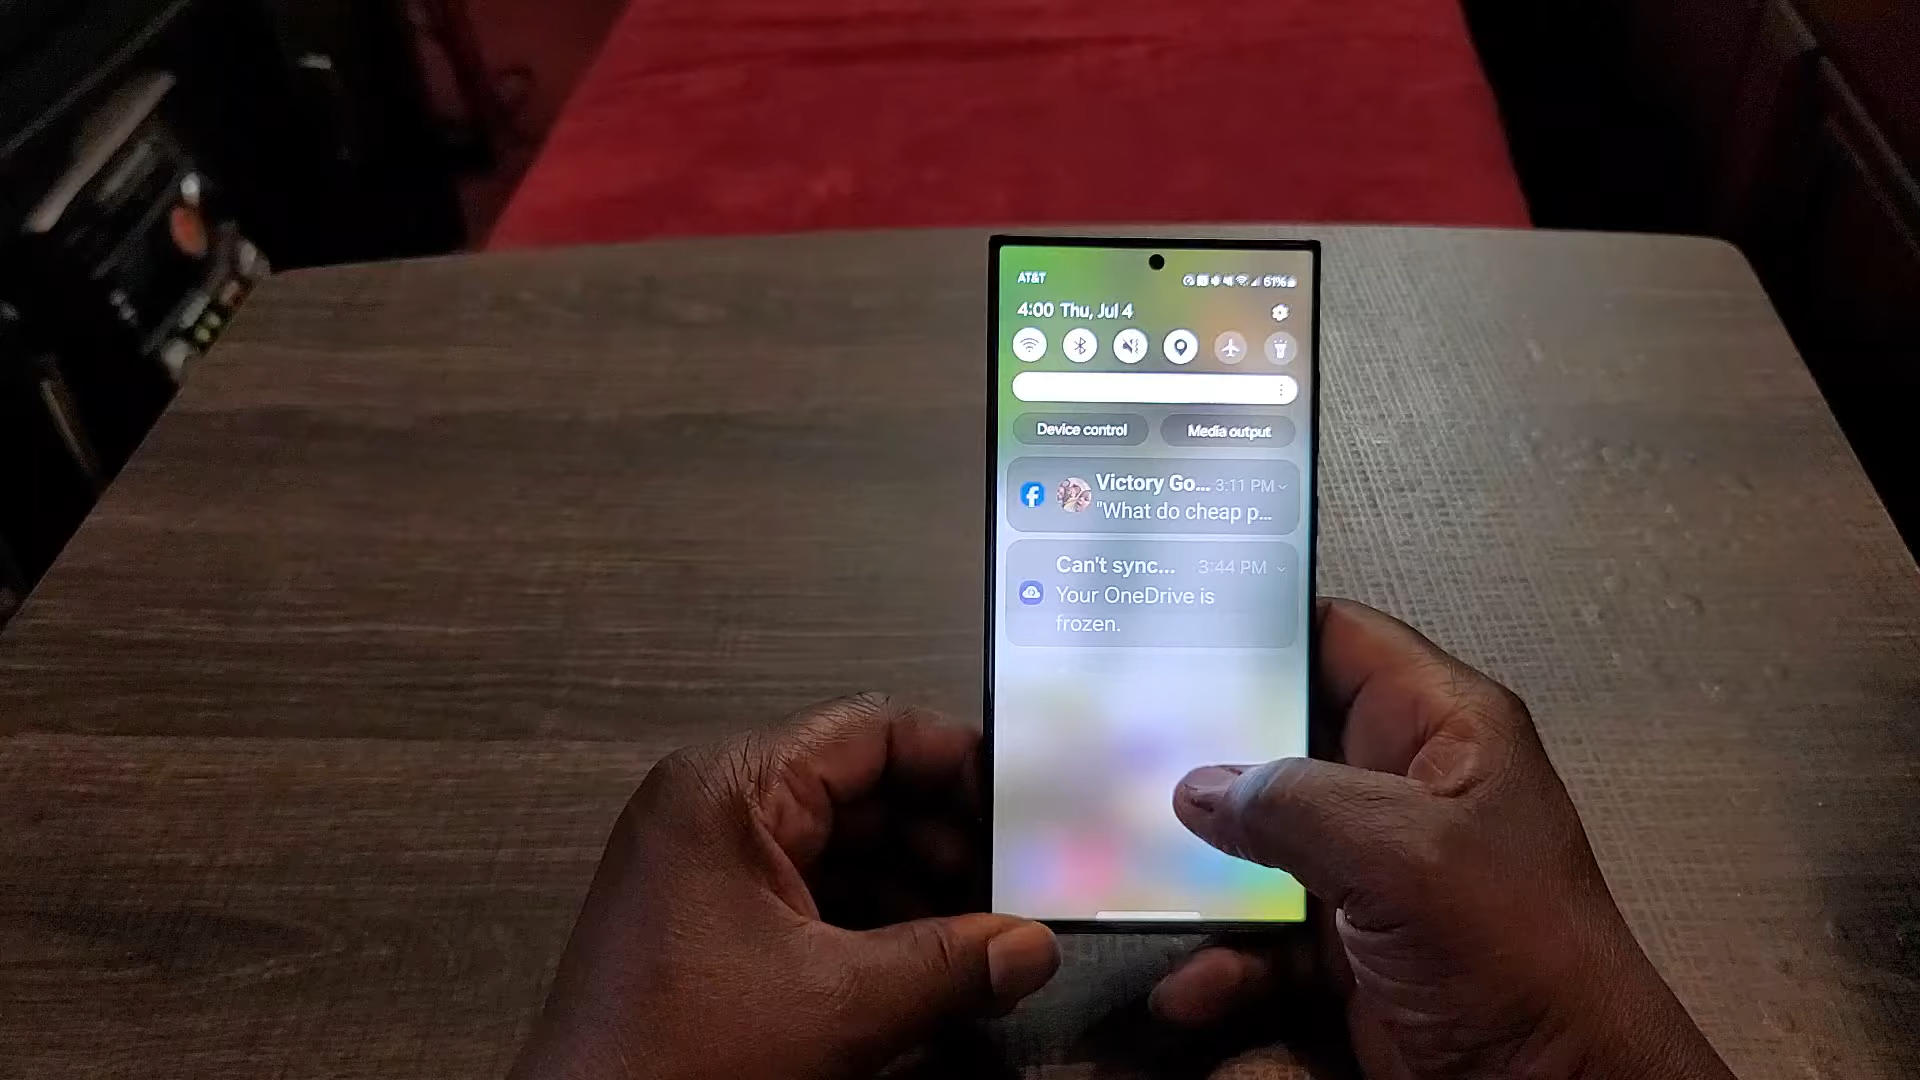 AT&T
61%
4:00 Thu, Jul 4
Device control
Media output
Victory Go... 3:11 PM
"What do cheap p...
Can't sync... 3:44 PM
Your OneDrive is
frozen.